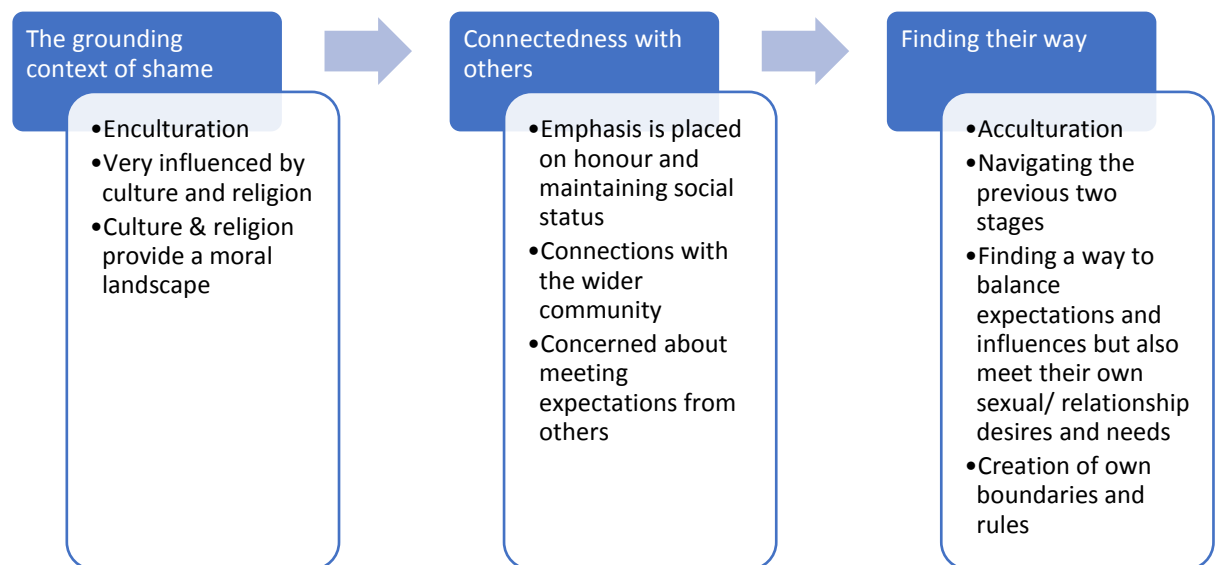 The grounding
context of shame
•Enculturation
•Very influenced by
culture and religion
•Culture & religion
provide a moral
landscape
Connectedness with
others
•Emphasis is placed
on honour and
maintaining social
status
•Connections with
the wider
community
•Concerned about
meeting
expectations from
others
Finding their way
•Acculturation
•Navigating the
previous two
stages
•Finding a way to
balance
expectations and
influences but also
meet their own
sexual/ relationship
desires and needs
•Creation of own
boundaries and
rules